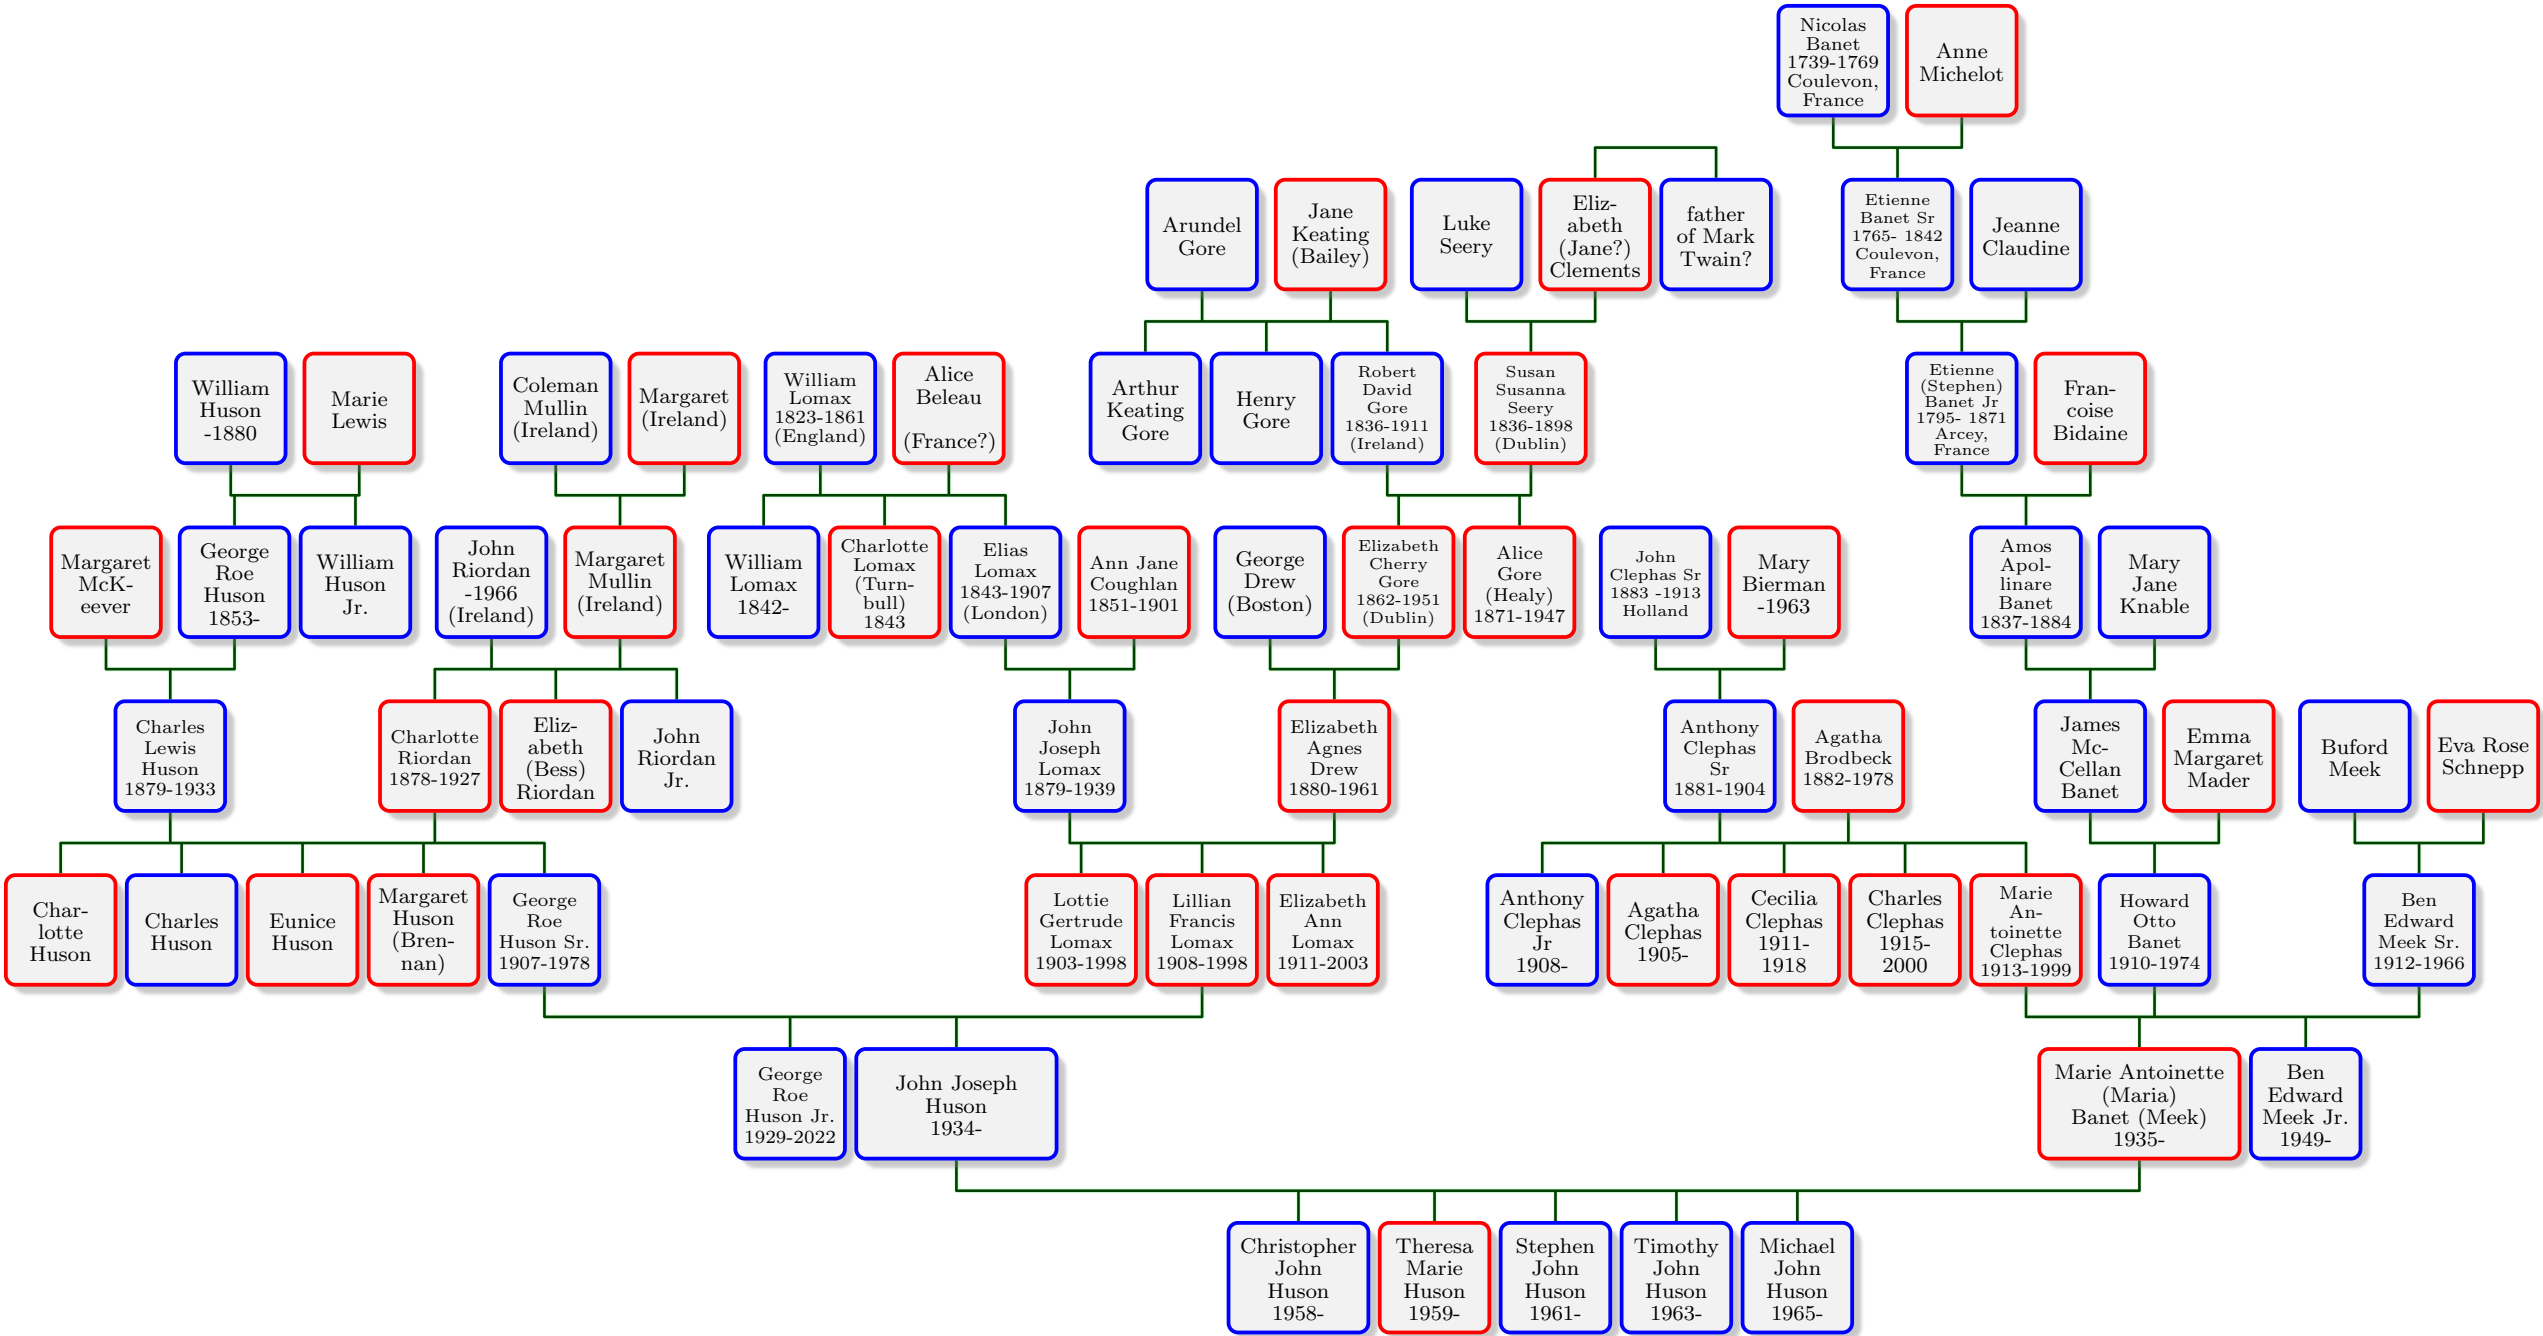 Nicolas
Banet
1739-1769
Coulevon,
France
Anne
Michelot
Arundel
Gore
Jane
Keating
(Bailey)
Luke
Seery
Eliz-
abeth
(Jane?)
Clements
father
of Mark
Twain?
Etienne
Banet Sr
1765- 1842
Coulevon,
France
Jeanne
Claudine
William
Huson
-1880
Marie
Lewis
Coleman
Mullin
(Ireland)
Margaret
(Ireland)
William
Lomax
1823-1861
(England)
Alice
Beleau
(France?)
Arthur
Keating
Gore
Henry
Gore
Robert
David
Gore
1836-1911
(Ireland)
Susan
Susanna
Seery
1836-1898
(Dublin)
Etienne
(Stephen)
Banet Jr
1795- 1871
Arcey,
France
Fran-
coise
Bidaine
Margaret
McK-
eever
George
Roe
Huson
1853-
William
Huson
Jr.
John
Riordan
-1966
(Ireland)
Margaret
Mullin
(Ireland)
William
Lomax
1842-
Charlotte
Lomax
(Turn-
bull)
1843
Elias
Lomax
1843-1907
(London)
Ann Jane
Coughlan
1851-1901
George
Drew
(Boston)
Elizabeth
Cherry
Gore
1862-1951
(Dublin)
Alice
Gore
(Healy)
1871-1947
John
Clephas Sr
1883 -1913
Holland
Mary
Bierman
-1963
Amos
Apol-
linare
Banet
1837-1884
Mary
Jane
Knable
Charles
Lewis
Huson
1879-1933
Charlotte
Riordan
1878-1927
Eliz-
abeth
(Bess)
Riordan
John
Riordan
Jr.
John
Joseph
Lomax
1879-1939
Elizabeth
Agnes
Drew
1880-1961
Anthony
Clephas
Sr
1881-1904
Agatha
Brodbeck
1882-1978
James
Mc-
Cellan
Banet
Emma
Margaret
Mader
Buford
Meek
Eva Rose
Schnepp
Char-
lotte
Huson
Charles
Huson
Eunice
Huson
Margaret
Huson
(Bren-
nan)
George
Roe
Huson Sr.
1907-1978
Lottie
Gertrude
Lomax
1903-1998
Lillian
Francis
Lomax
1908-1998
Elizabeth
Ann
Lomax
1911-2003
Anthony
Clephas
Jr
1908-
Agatha
Clephas
1905-
Cecilia
Clephas
1911-
1918
Charles
Clephas
1915-
2000
Marie
An-
toinette
Clephas
1913-1999
Howard
Otto
Banet
1910-1974
Ben
Edward
Meek Sr.
1912-1966
George
Roe
Huson Jr.
1929-2022
John Joseph
Huson
1934-
Marie Antoinette
(Maria)
Banet (Meek)
1935-
Ben
Edward
Meek Jr.
1949-
Christopher
John
Huson
1958-
Theresa
Marie
Huson
1959-
Stephen
John
Huson
1961-
Timothy
John
Huson
1963-
Michael
John
Huson
1965-